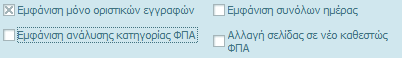 Εμφάνιση μόνο οριστικών εγγραφών
Εμφάνιση συνόλων ημέρας
Εμφάνιση ανάλυσης κατηγορίας ΦΠΑ
Αλλαγή σελίδας σε νέο καθεστώς
ΦΠΑ